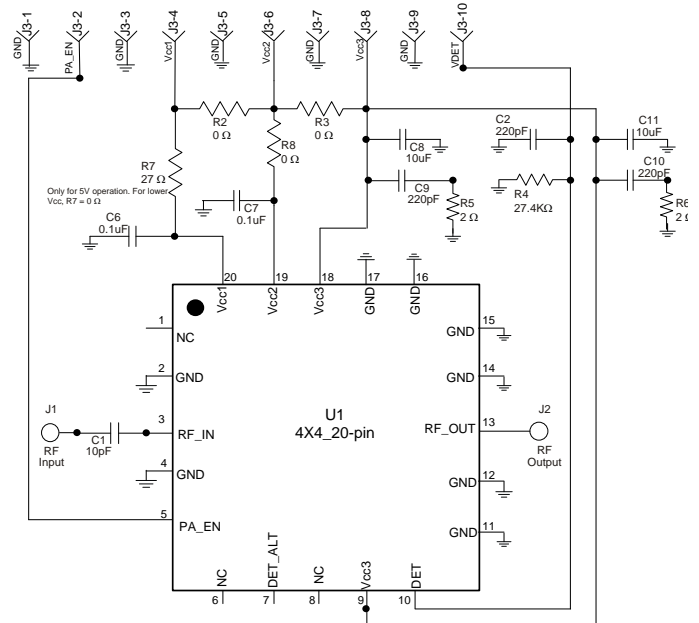 J3-1
GND
J3-2
PA_EN
J3-3
GND
J3-4
Vcc1
J3-5
GND
J3-6
Vcc2
J3-7
GND
J3-8
Vcc3
J3-9
GND
J3-10
VDET
R2
0 Ω
R3
0 Ω
R8
0 Ω
R7
27 Ω
Only for 5V operation. For lower
Vcc, R7 = 0 Ω
C8
10uF
C9
220pF
R5
2 Ω
C2
220pF
R4
27.4KΩ
C11
10uF
C10
220pF
R6
2 Ω
C6
0.1uF
C7
0.1uF
20
Vcc1
19
Vcc2
18
Vcc3
17
GND
16
GND
1
NC
2
GND
3
RF_IN
4
GND
5
PA_EN
J1
RF
Input
C1
10pF
U1
4X4_20-pin
15
GND
14
GND
13
RF_OUT
12
GND
11
GND
J2
RF
Output
NC
6
DET_ALT
7
NC
8
Vcc3
9
DET
10